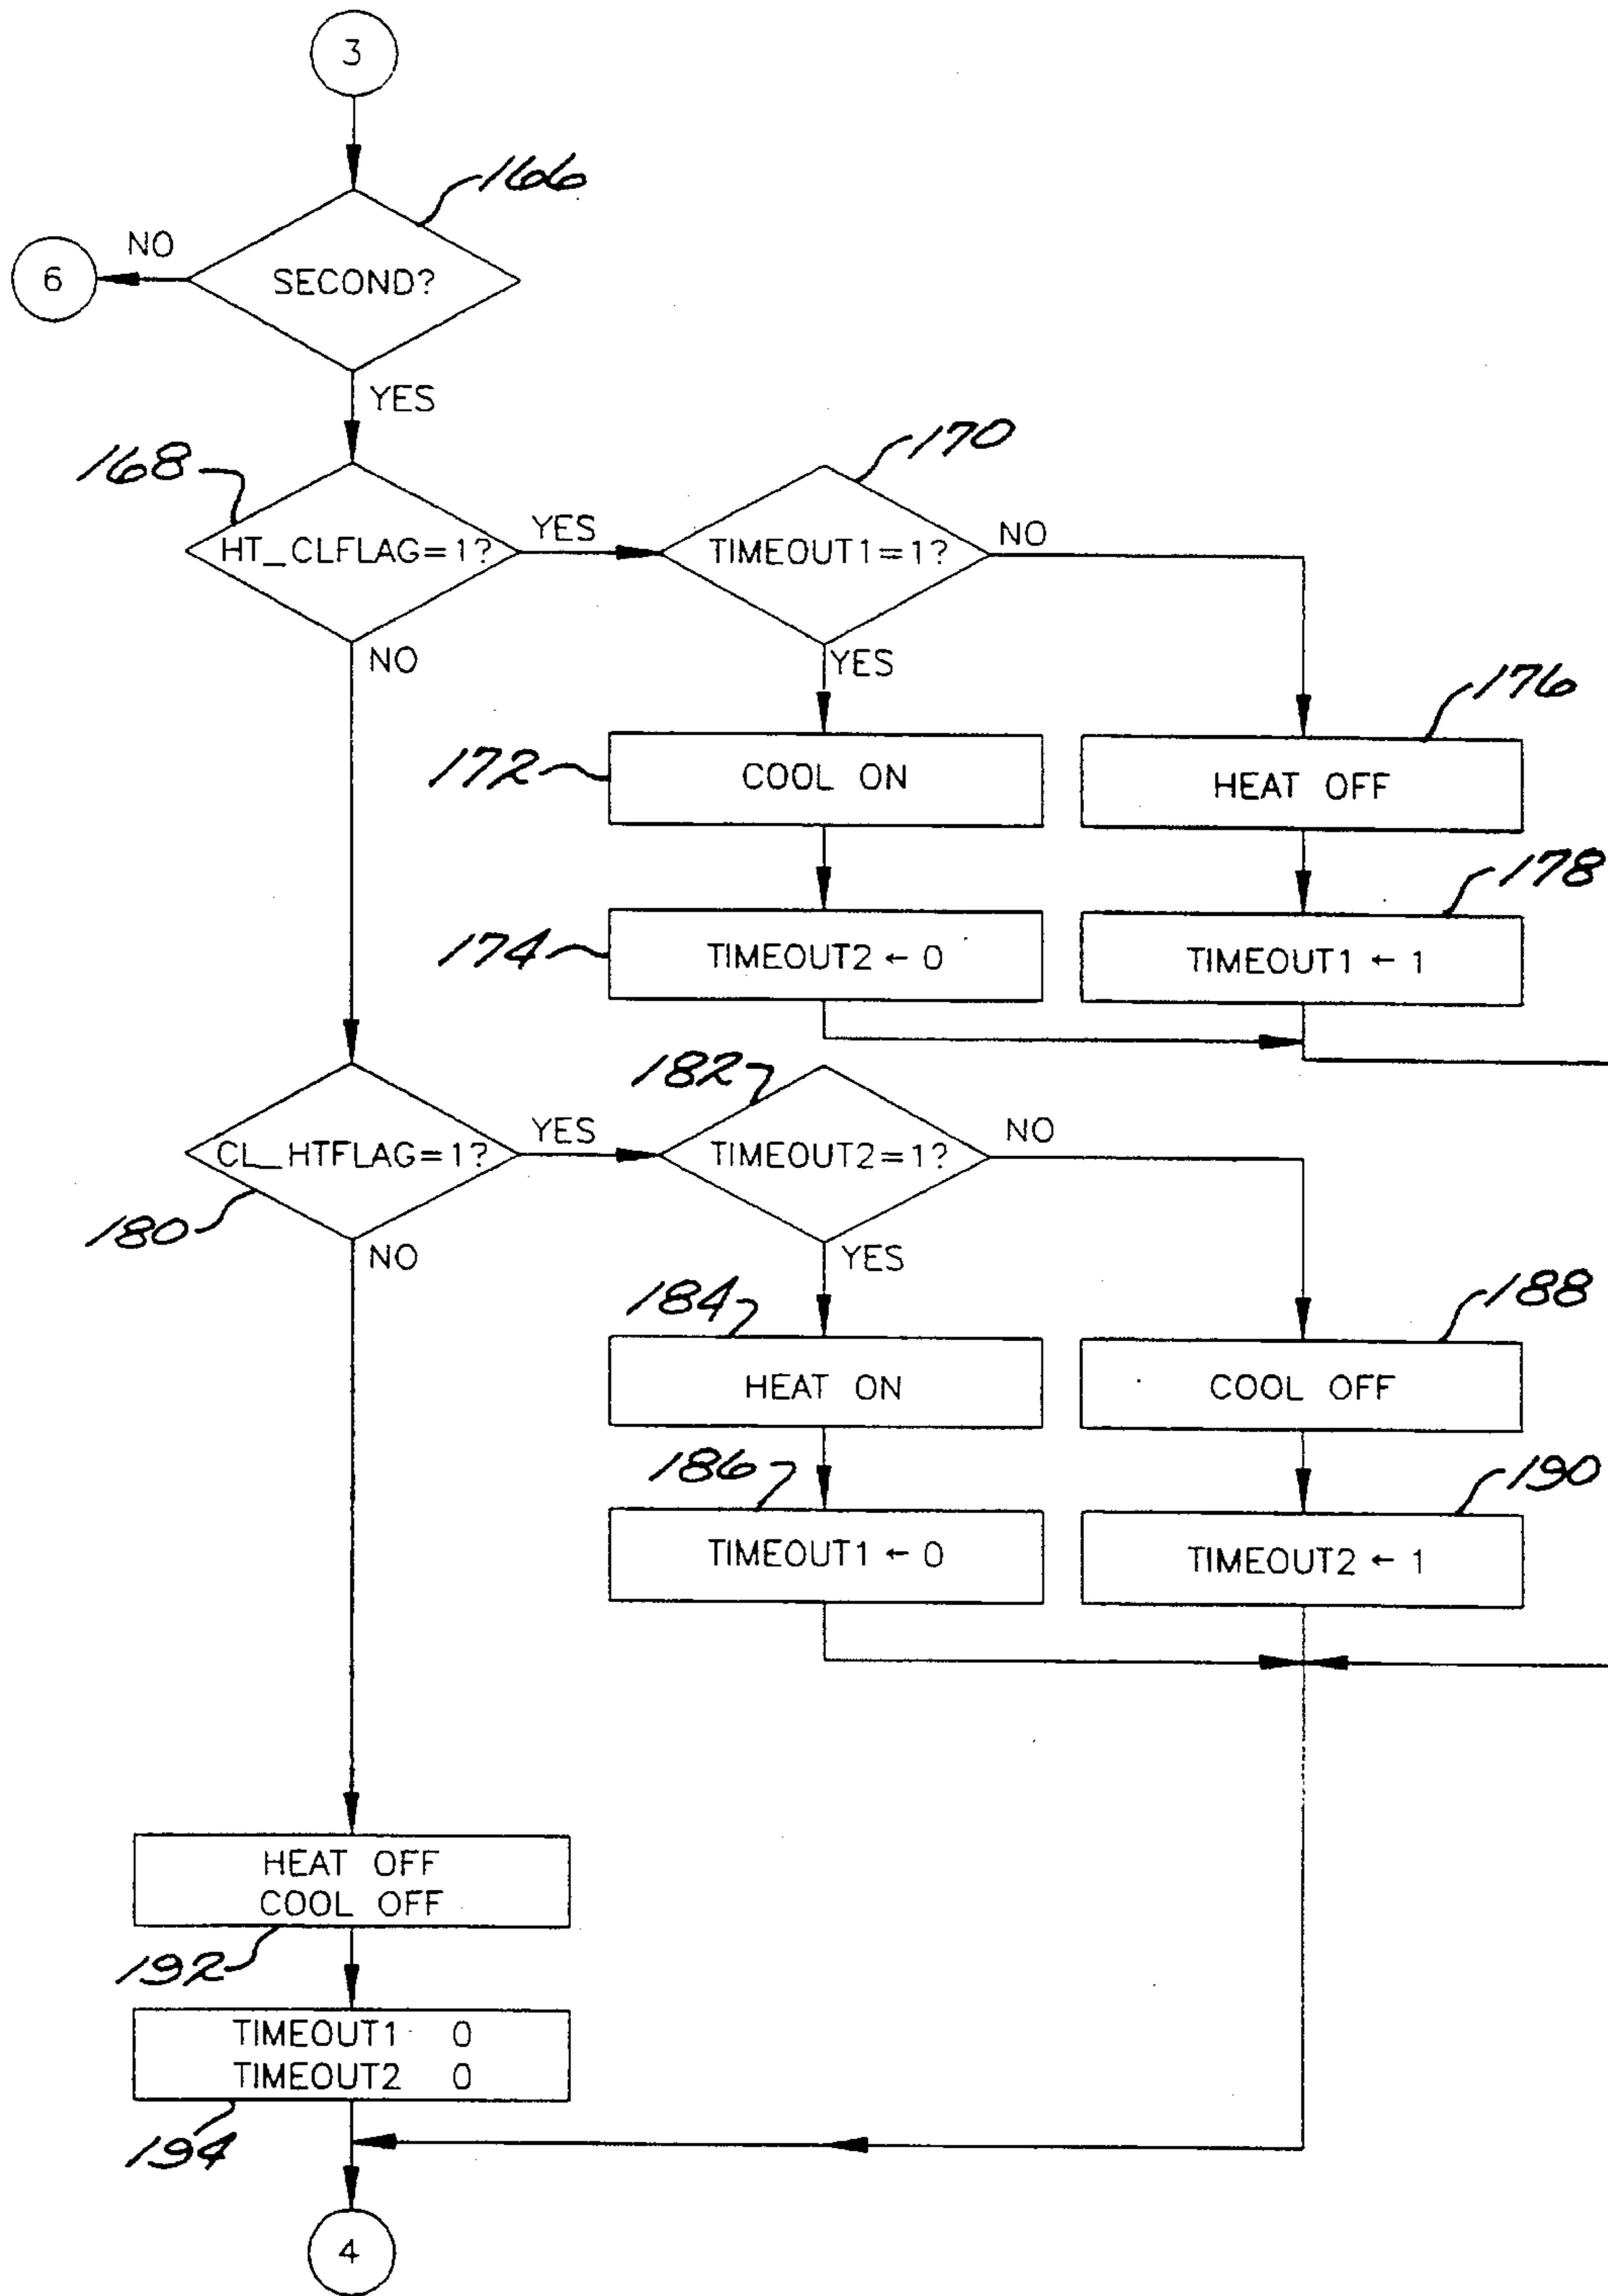 3
166
NO
6
SECOND?
YES
168
170
HT_CLFLAG=1?
YES
TIMEOUT1=1?
NO
NO
YES
176
172
COOL ON
HEAT OFF
178
174
TIMEOUT2 ← 0
TIMEOUT1 ← 1
182
CL_HTFLAG=1?
YES
TIMEOUT2=1?
NO
180
NO
YES
184
188
HEAT ON
COOL OFF
186
190
TIMEOUT1 ← 0
TIMEOUT2 ← 1
HEAT OFF
COOL OFF
192
TIMEOUT1 0
TIMEOUT2 0
194
4